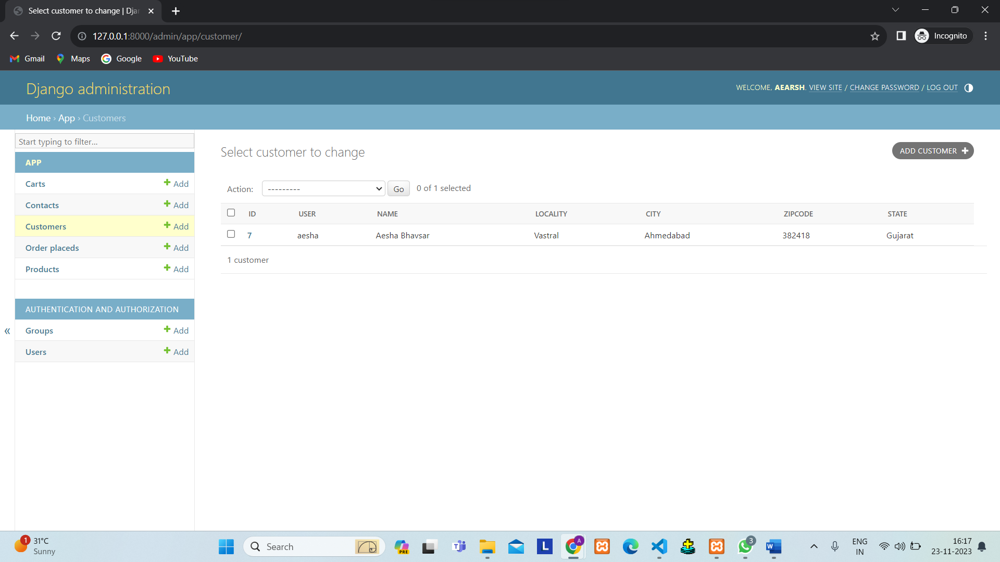 Select customer to change | Djan
127.0.0.1:8000/admin/app/customer/
Incognito
Gmail Maps Google YouTube
Django administration
WELCOME, AEARSH. VIEW SITE / CHANGE PASSWORD / LOG OUT
Home › App › Customers
Start typing to filter...
APP
Carts + Add
Contacts + Add
Customers + Add
Order placeds + Add
Products + Add
AUTHENTICATION AND AUTHORIZATION
«
Groups + Add
Users + Add
Select customer to change
ADD CUSTOMER +
Action: --------- Go 0 of 1 selected
ID USER NAME LOCALITY CITY ZIPCODE STATE
7 aesha Aesha Bhavsar Vastral Ahmedabad 382418 Gujarat
1 customer
1 31°C
Sunny
Search
PRE
T
L
A
3
W
ENG
IN
16:17
23-11-2023